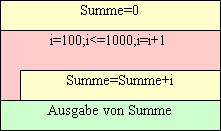 Summe=0
i=100;i<=1000;i=i+1
Summe=Summe+i
Ausgabe von Summe